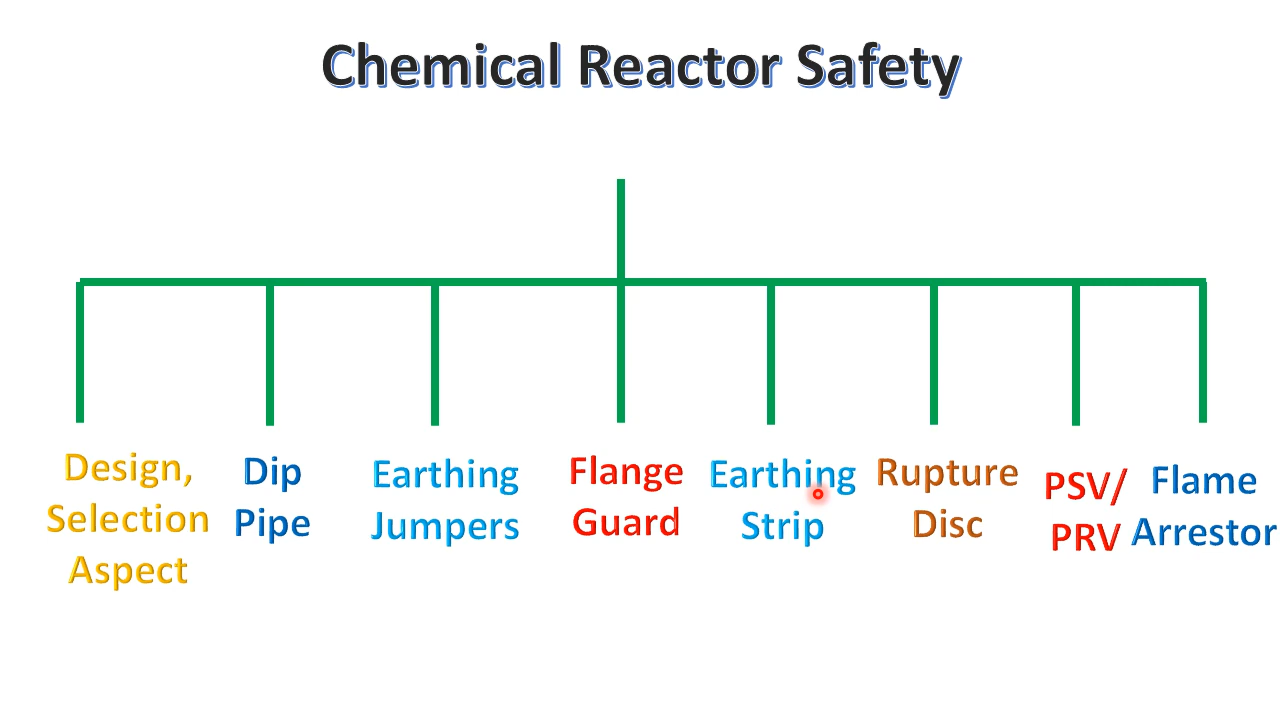 Chemical Reactor Safety
Design,
Selection
Aspect
Dip
Pipe
Earthing
Jumpers
Flange
Guard
Earthing
Strip
Rupture
Disc
PSV/
PRV
Flame
Arrestor